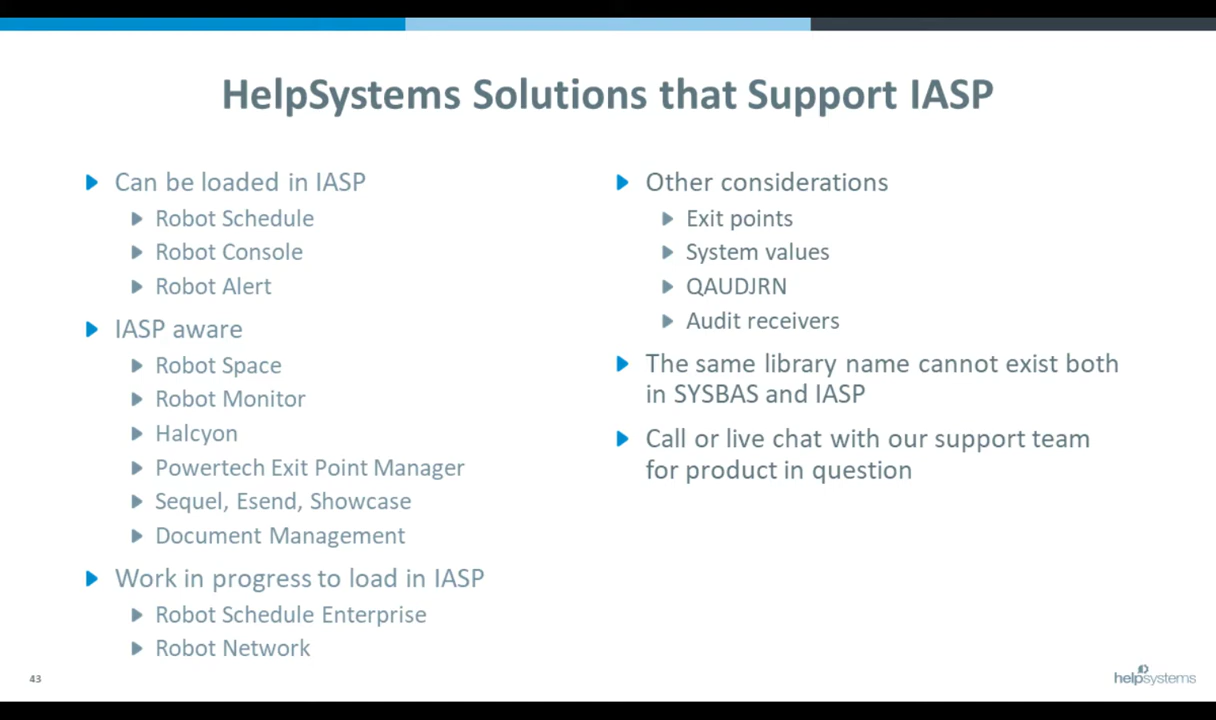 HelpSystems Solutions that Support IASP
Can be loaded in IASP
Robot Schedule
Robot Console
Robot Alert
IASP aware
Robot Space
Robot Monitor
Halcyon
Powertech Exit Point Manager
Sequel, Esend, Showcase
Document Management
Work in progress to load in IASP
Robot Schedule Enterprise
Robot Network
Other considerations
Exit points
System values
QAUDJRN
Audit receivers
The same library name cannot exist both
in SYSBAS and IASP
Call or live chat with our support team
for product in question
43
helpsystems